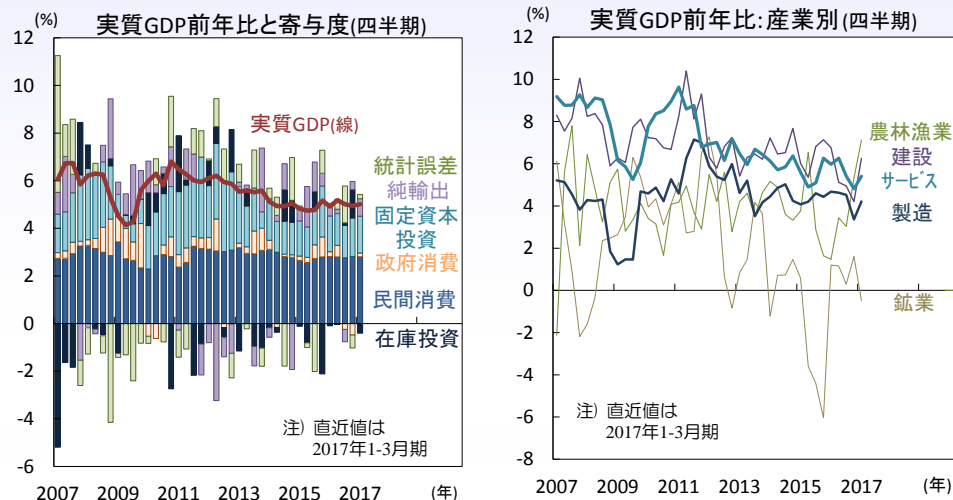 実質GDP前年比と寄与度(四半期)
(%)
12
10
8
6
4
2
0
-2
-4
-6
実質GDP(線)
統計誤差
純輸出
固定資本
投資
政府消費
民間消費
在庫投資
注) 直近値は
2017年1-3月期
2007
2009
2011
2013
2015
2017
(年)
実質GDP前年比:産業別(四半期)
(%)
12
10
8
6
4
2
0
-2
-4
-6
-8
農林漁業
建設
サービス
製造
鉱業
注) 直近値は
2017年1-3月期
2007
2009
2011
2013
2015
2017
(年)